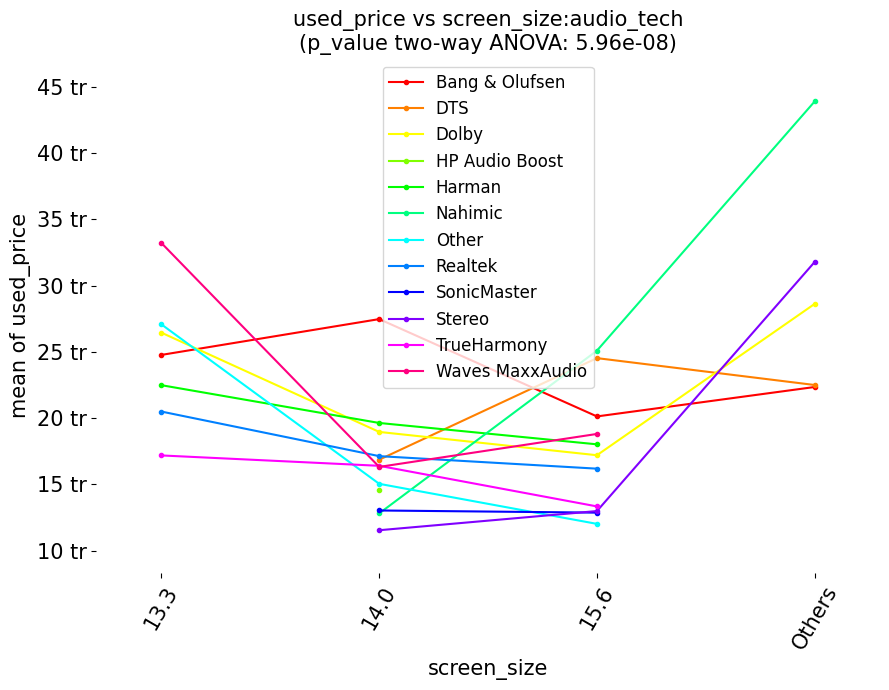 used_price vs screen_size:audio_tech
(p_value two-way ANOVA: 5.96e-08)
Bang & Olufsen
DTS
Dolby
HP Audio Boost
Harman
Nahimic
Other
Realtek
SonicMaster
Stereo
TrueHarmony
Waves MaxxAudio
mean of used_price
45 tr
40 tr
35 tr
30 tr
25 tr
20 tr
15 tr
10 tr
13.3
14.0
15.6
Others
screen_size